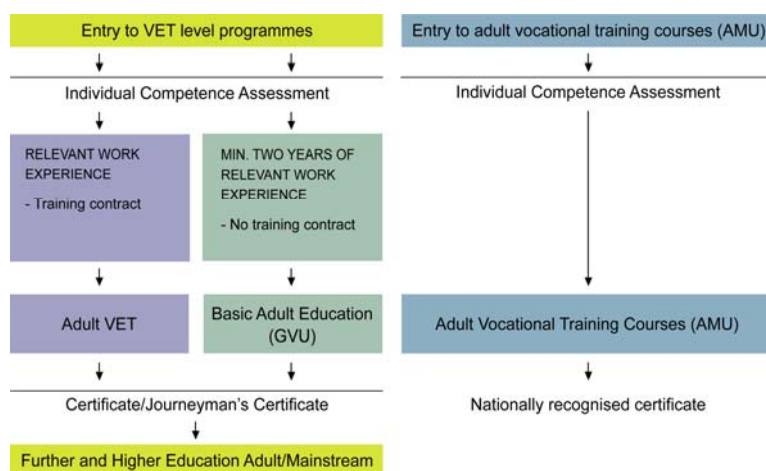 Entry to VET level programmes
Entry to adult vocational training courses (AMU)
Individual Competence Assessment
Individual Competence Assessment
RELEVANT WORK
EXPERIENCE
- Training contract
MIN. TWO YEARS OF
RELEVANT WORK
EXPERIENCE
- No training contract
Adult VET
Basic Adult Education
(GVU)
Adult Vocational Training Courses (AMU)
Certificate/Journeyman's Certificate
Nationally recognised certificate
Further and Higher Education Adult/Mainstream